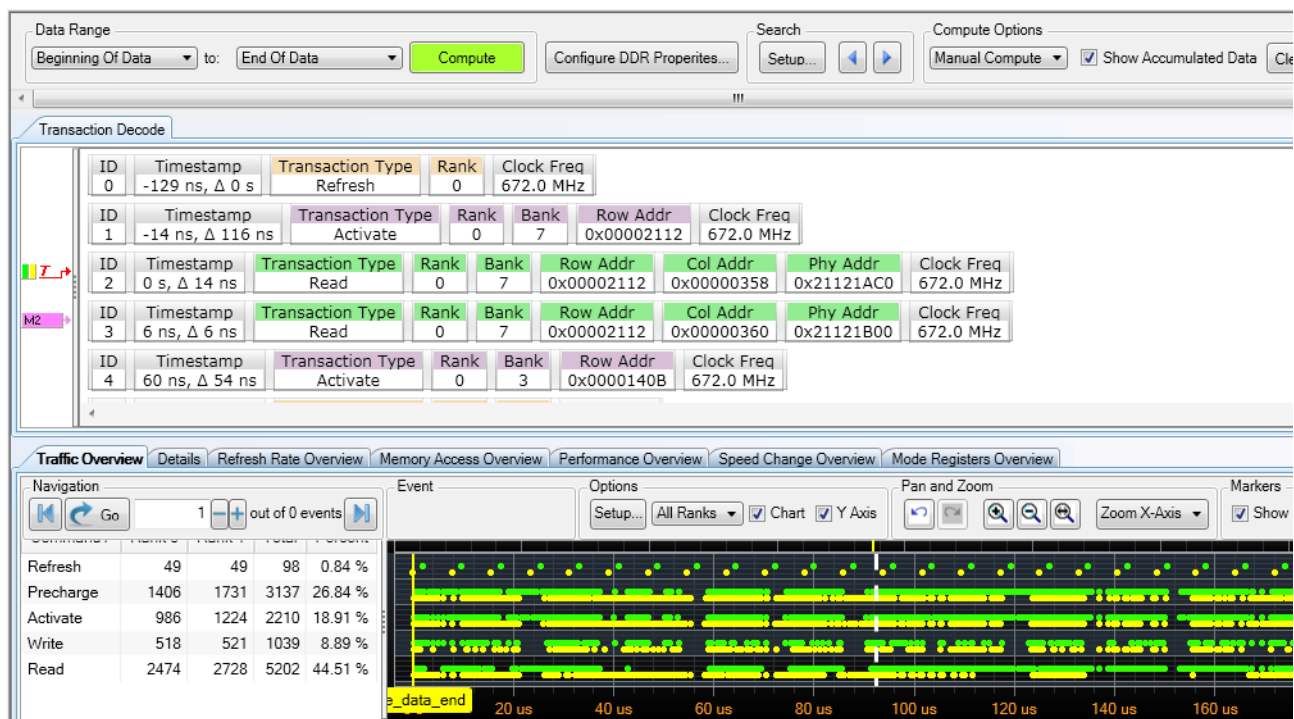 Data Range
Search
Compute Options
Beginning Of Data to: End Of Data Compute Configure DDR Properites... Setup... Manual Compute Show Accumulated Data Cle
Transaction Decode
ID Timestamp Transaction Type Rank Clock Freq
0 -129 ns, Δ 0 s Refresh 0 672.0 MHz
ID Timestamp Transaction Type Rank Bank Row Addr Clock Freq
1 -14 ns, Δ 116 ns Activate 0 7 0x00002112 672.0 MHz
T
ID Timestamp Transaction Type Rank Bank Row Addr Col Addr Phy Addr Clock Freq
2 0 s, Δ 14 ns Read 0 7 0x00002112 0x00000358 0x21121AC0 672.0 MHz
M2
ID Timestamp Transaction Type Rank Bank Row Addr Col Addr Phy Addr Clock Freq
3 6 ns, Δ 6 ns Read 0 7 0x00002112 0x00000360 0x21121B00 672.0 MHz
ID Timestamp Transaction Type Rank Bank Row Addr Clock Freq
4 60 ns, Δ 54 ns Activate 0 3 0x0000140B 672.0 MHz
Traffic Overview Details Refresh Rate Overview Memory Access Overview Performance Overview Speed Change Overview Mode Registers Overview
Navigation Event Options Pan and Zoom Markers
Go 1 out of 0 events Setup... All Ranks Chart Y Axis Zoom X-Axis Show
Refresh 49 49 98 0.84 %
Precharge 1406 1731 3137 26.84 %
Activate 986 1224 2210 18.91 %
Write 518 521 1039 8.89 %
Read 2474 2728 5202 44.51 %
e_data_end
20 us 40 us 60 us 80 us 100 us 120 us 140 us 160 us